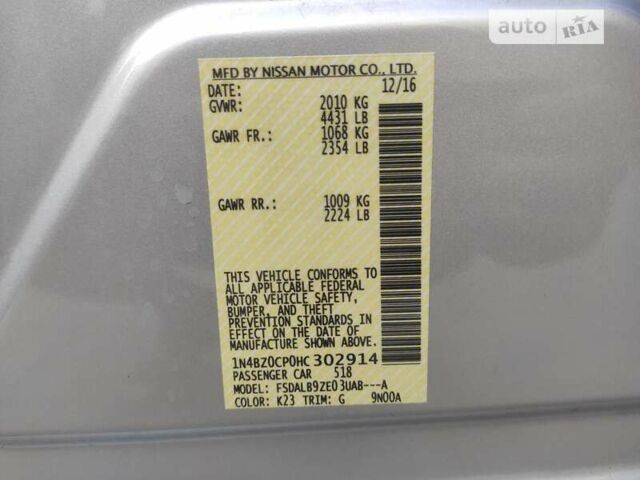 auto RIA
MFD BY NISSAN MOTOR CO., LTD.
DATE: 12/16
GVWR: 2010 KG
4431 LB
GAWR FR.: 1068 KG
2354 LB
GAWR RR.: 1009 KG
2224 LB
THIS VEHICLE CONFORMS TO
ALL APPLICABLE FEDERAL
MOTOR VEHICLE SAFETY,
BUMPER, AND THEFT
PREVENTION STANDARDS IN
EFFECT ON THE DATE OF
MANUFACTURE SHOWN ABOVE.
1N4BZ0CP0HC 302914
PASSENGER CAR 518
MODEL: FSDALB9ZE03UAB---A
COLOR: K23 TRIM: G 9N00A